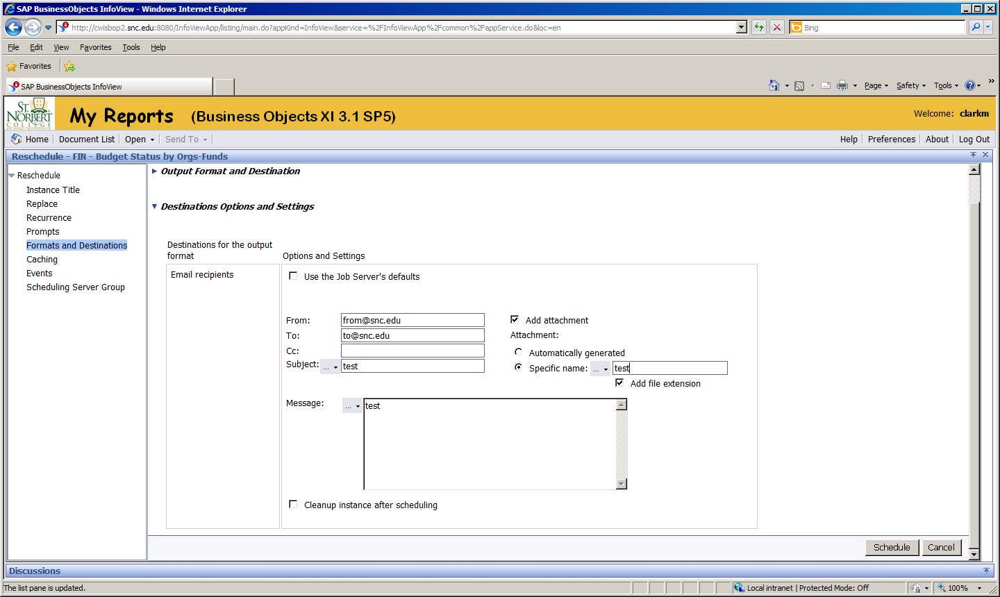 SAP BusinessObjects InfoView - Windows Internet Explorer
http://cwisbop2.snc.edu:8080/InfoViewApp/listing/main.do?appKind=InfoView&service=%2FInfoViewApp%2Fcommon%2FappService.do&loc=en
Bing
File Edit View Favorites Tools Help
Favorites
SAP BusinessObjects InfoView
Page Safety Tools
ST. NORBERT COLLEGE
My Reports (Business Objects XI 3.1 SP5)
Welcome: clarkm
Home Document List Open Send To
Help Preferences About Log Out
Reschedule - FIN - Budget Status by Orgs-Funds
Reschedule
Instance Title
Replace
Recurrence
Prompts
Formats and Destinations
Caching
Events
Scheduling Server Group
Output Format and Destination
Destinations Options and Settings
Destinations for the output
format
Options and Settings
Email recipients
Use the Job Server's defaults
From: from@snc.edu
To: to@snc.edu
Cc:
Subject: ... test
Add attachment
Attachment:
Automatically generated
Specific name: ... test
Add file extension
Message: ... test
Cleanup instance after scheduling
Schedule Cancel
Discussions
The list pane is updated.
Local intranet | Protected Mode: Off
100%